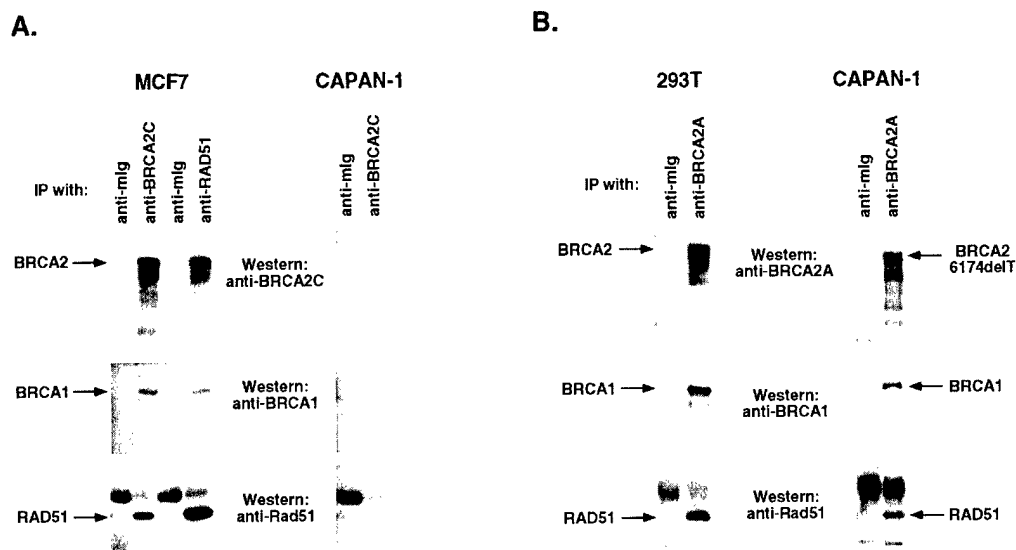 A.
MCF7
CAPAN-1
IP with:
anti-mIg
anti-BRCA2C
anti-mIg
anti-RAD51
anti-mIg
anti-BRCA2C
BRCA2
Western:
anti-BRCA2C
BRCA1
Western:
anti-BRCA1
RAD51
Western:
anti-Rad51
B.
293T
CAPAN-1
IP with:
anti-mIg
anti-BRCA2A
anti-mIg
anti-BRCA2A
BRCA2
Western:
anti-BRCA2A
BRCA2
6174delT
BRCA1
Western:
anti-BRCA1
BRCA1
RAD51
Western:
anti-Rad51
RAD51